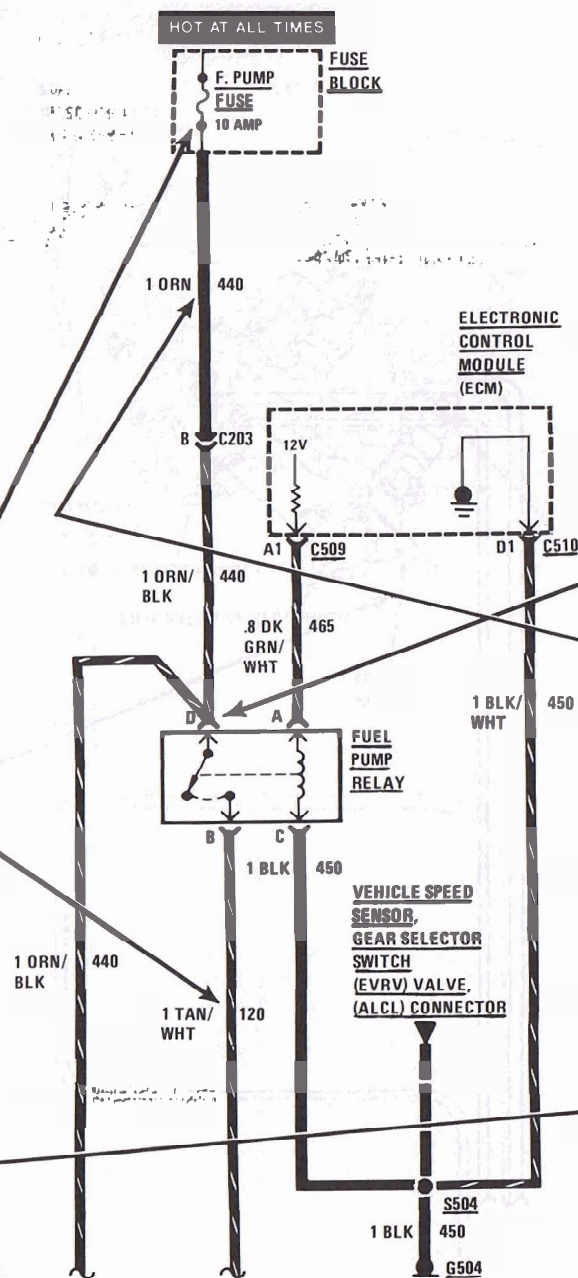 HOT AT ALL TIMES
FUSE
BLOCK
F. PUMP
FUSE
10 AMP
1 ORN 440
ELECTRONIC
CONTROL
MODULE
(ECM)
B C203
12V
A1 C509
D1 C510
1 ORN/
BLK
440
.8 DK
GRN/
WHT
465
1 BLK/
WHT
450
D A
FUEL
PUMP
RELAY
B C
1 BLK 450
VEHICLE SPEED
SENSOR,
GEAR SELECTOR
SWITCH
(EVRV) VALVE,
(ALCL) CONNECTOR
1 ORN/
BLK
440
1 TAN/
WHT
120
S504
1 BLK 450
G504